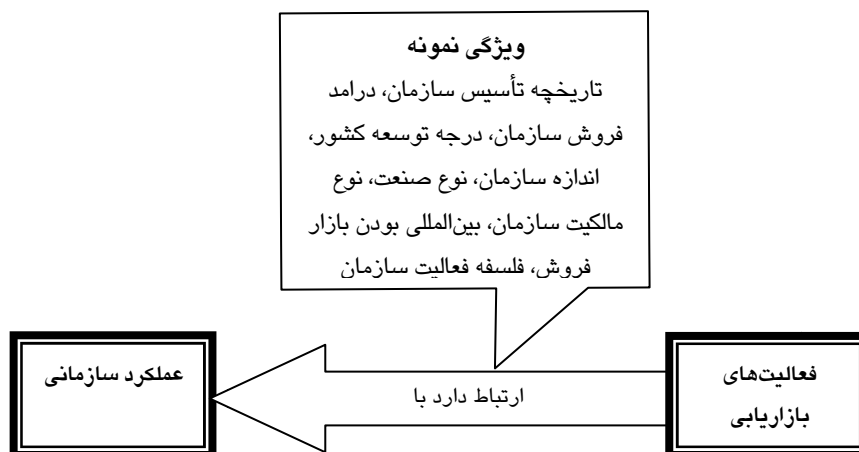 ویژگی نمونه
تاریخچه تأسیس سازمان، درامد
فروش سازمان، درجه توسعه کشور،
اندازه سازمان، نوع صنعت، نوع
مالکیت سازمان، بین‌المللی بودن بازار
فروش، فلسفه فعالیت سازمان
فعالیت‌های
بازاریابی
ارتباط دارد با
عملکرد سازمانی